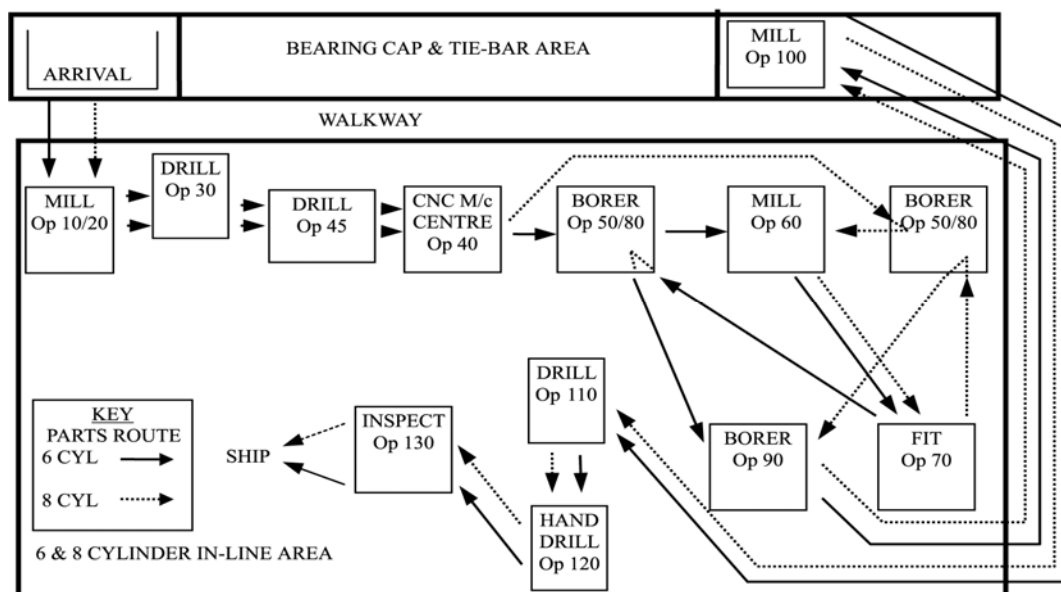 BEARING CAP & TIE-BAR AREA
MILL
Op 100
ARRIVAL
WALKWAY
MILL
Op 10/20
DRILL
Op 30
DRILL
Op 45
CNC M/c
CENTRE
Op 40
BORER
Op 50/80
MILL
Op 60
BORER
Op 50/80
DRILL
Op 110
INSPECT
Op 130
BORER
Op 90
FIT
Op 70
HAND
DRILL
Op 120
SHIP
KEY
PARTS ROUTE
6 CYL
8 CYL
6 & 8 CYLINDER IN-LINE AREA